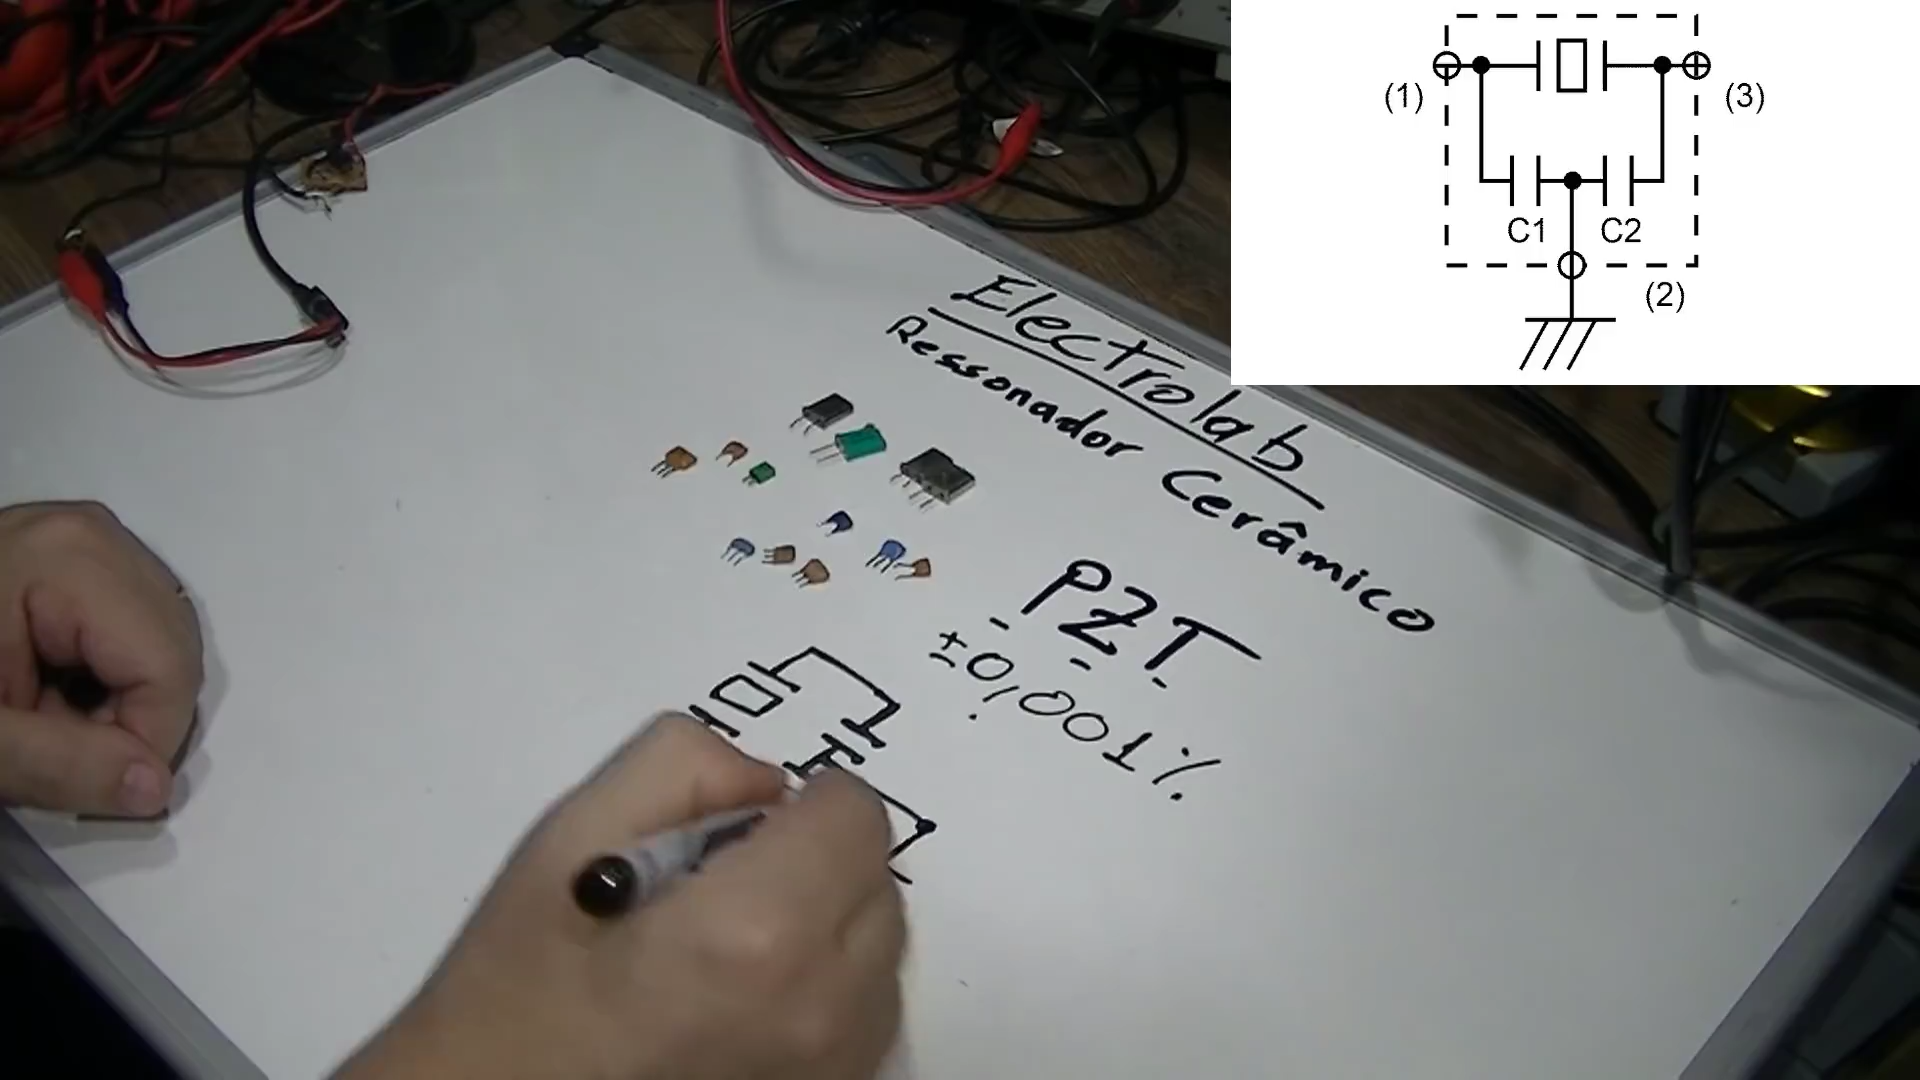 Electrolab
Ressonador Cerâmico
PZT
±0,001%
(1)
(3)
C1
C2
(2)